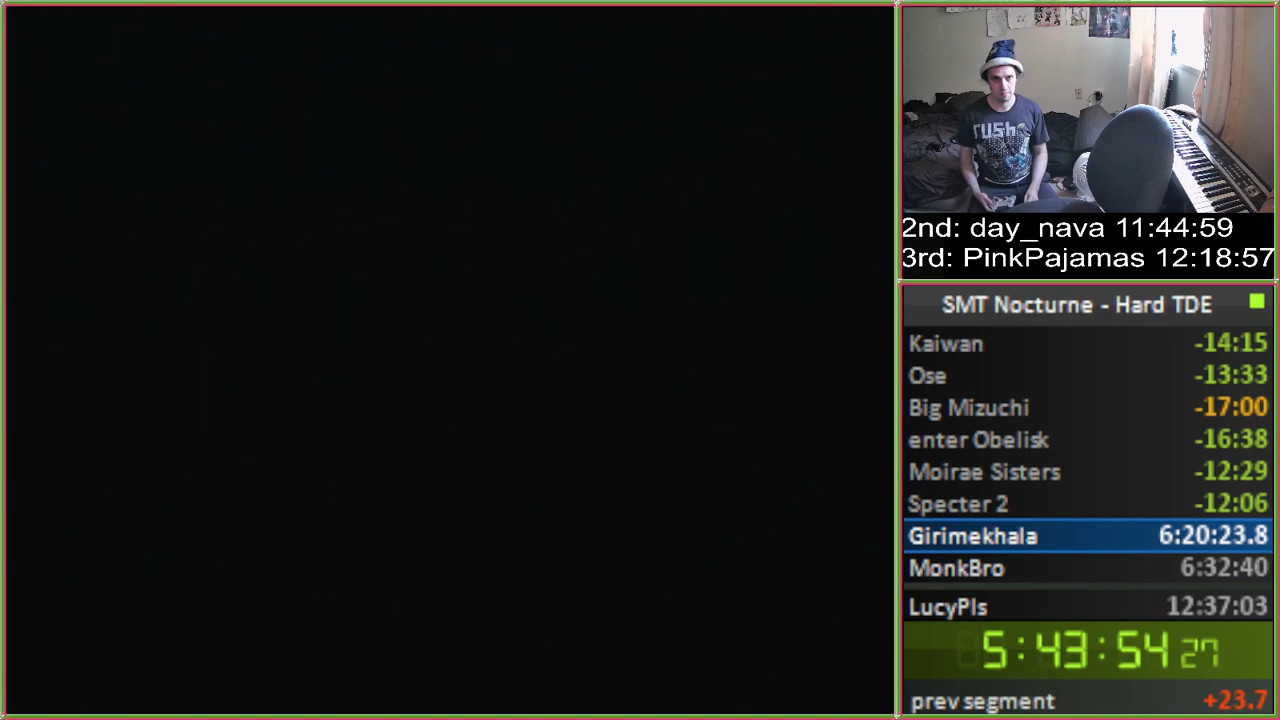 rush
2nd: day_nava 11:44:59
3rd: PinkPajamas 12:18:57
SMT Nocturne - Hard TDE
Kaiwan -14:15
Ose -13:33
Big Mizuchi -17:00
enter Obelisk -16:38
Moirae Sisters -12:29
Specter 2 -12:06
Girimekhala 6:20:23.8
MonkBro 6:32:40
LucyPls 12:37:03
5:43:54 27
prev segment +23.7